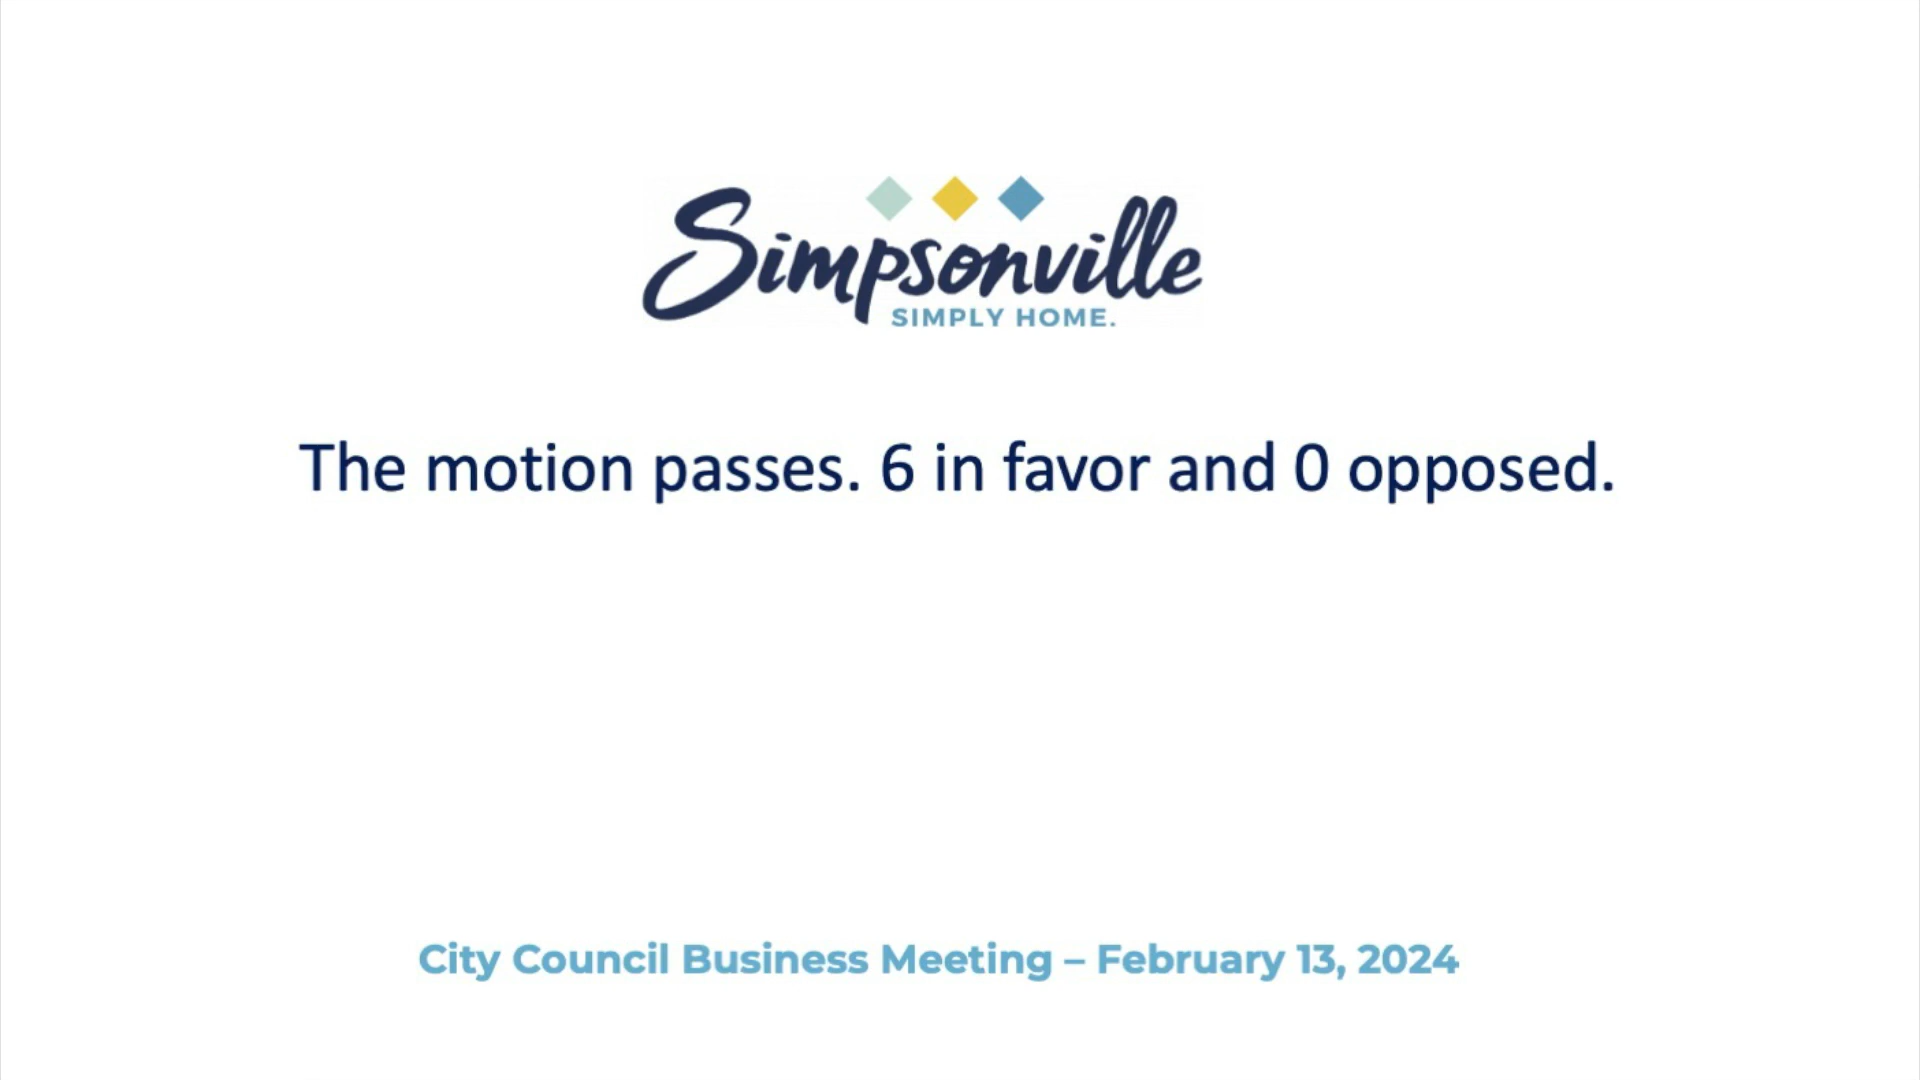 Simpsonville
SIMPLY HOME.
The motion passes. 6 in favor and 0 opposed.
City Council Business Meeting – February 13, 2024